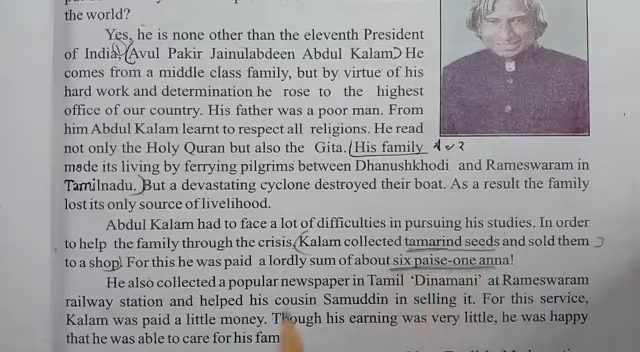 the world?
Yes, he is none other than the eleventh President
of India (Avul Pakir Jainulabdeen Abdul Kalam) He
comes from a middle class family, but by virtue of his
hard work and determination he rose to the highest
office of our country. His father was a poor man. From
him Abdul Kalam learnt to respect all religions. He read
not only the Holy Quran but also the Gita. (His family
made its living by ferrying pilgrims between Dhanushkhodi and Rameswaram in
Tamilnadu.) But a devastating cyclone destroyed their boat. As a result the family
lost its only source of livelihood.
Abdul Kalam had to face a lot of difficulties in pursuing his studies. In order
to help the family through the crisis, (Kalam collected tamarind seeds and sold them
to a shop. For this he was paid a lordly sum of about six paise-one anna!
He also collected a popular newspaper in Tamil 'Dinamani' at Rameswaram
railway station and helped his cousin Samuddin in selling it. For this service,
Kalam was paid a little money. Though his earning was very little, he was happy
that he was able to care for his fam